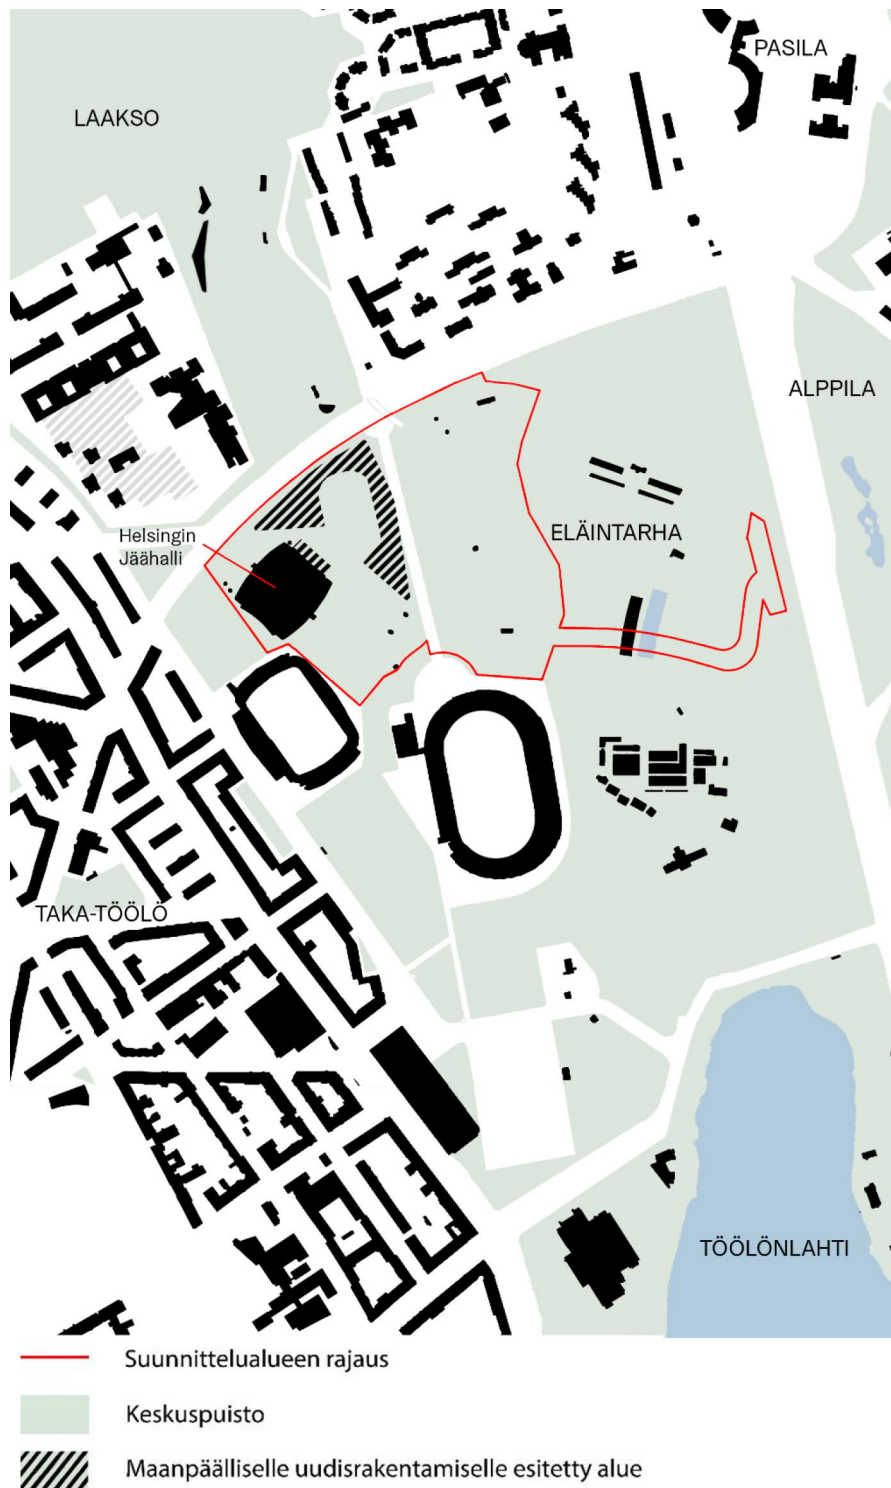 PASILA
LAAKSO
ALPPILA
Helsingin
Jäähalli
ELÄINTARHA
TAKA-TÖÖLÖ
TÖÖLÖNLAHTI
Suunnittelualueen rajaus
Keskuspuisto
Maanpäälliselle uudisrakentamiselle esitetty alue